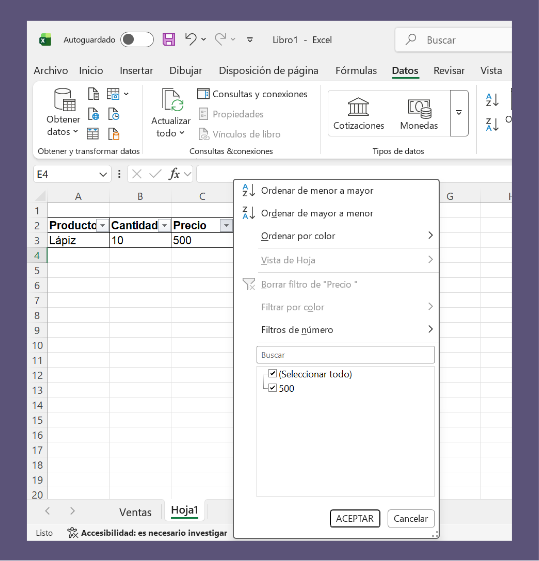 Autoguardado Libro1 - Excel Buscar
Archivo Inicio Insertar Dibujar Disposición de página Fórmulas Datos Revisar Vista
Obtener
datos
Actualizar
todo
Consultas y conexiones
Propiedades
Vínculos de libro
Cotizaciones Monedas
Obtener y transformar datos Consultas &conexiones Tipos de datos
E4 fx
A B C G
1
2 Producto Cantidad Precio
3 Lápiz 10 500
4
5
6
7
8
9
10
11
12
13
14
15
16
17
18
19
20
Ordenar de menor a mayor
Ordenar de mayor a menor
Ordenar por color
Vista de Hoja
Borrar filtro de "Precio "
Filtrar por color
Filtros de número
Buscar
(Seleccionar todo)
500
ACEPTAR Cancelar
Ventas Hoja1
Listo Accesibilidad: es necesario investigar